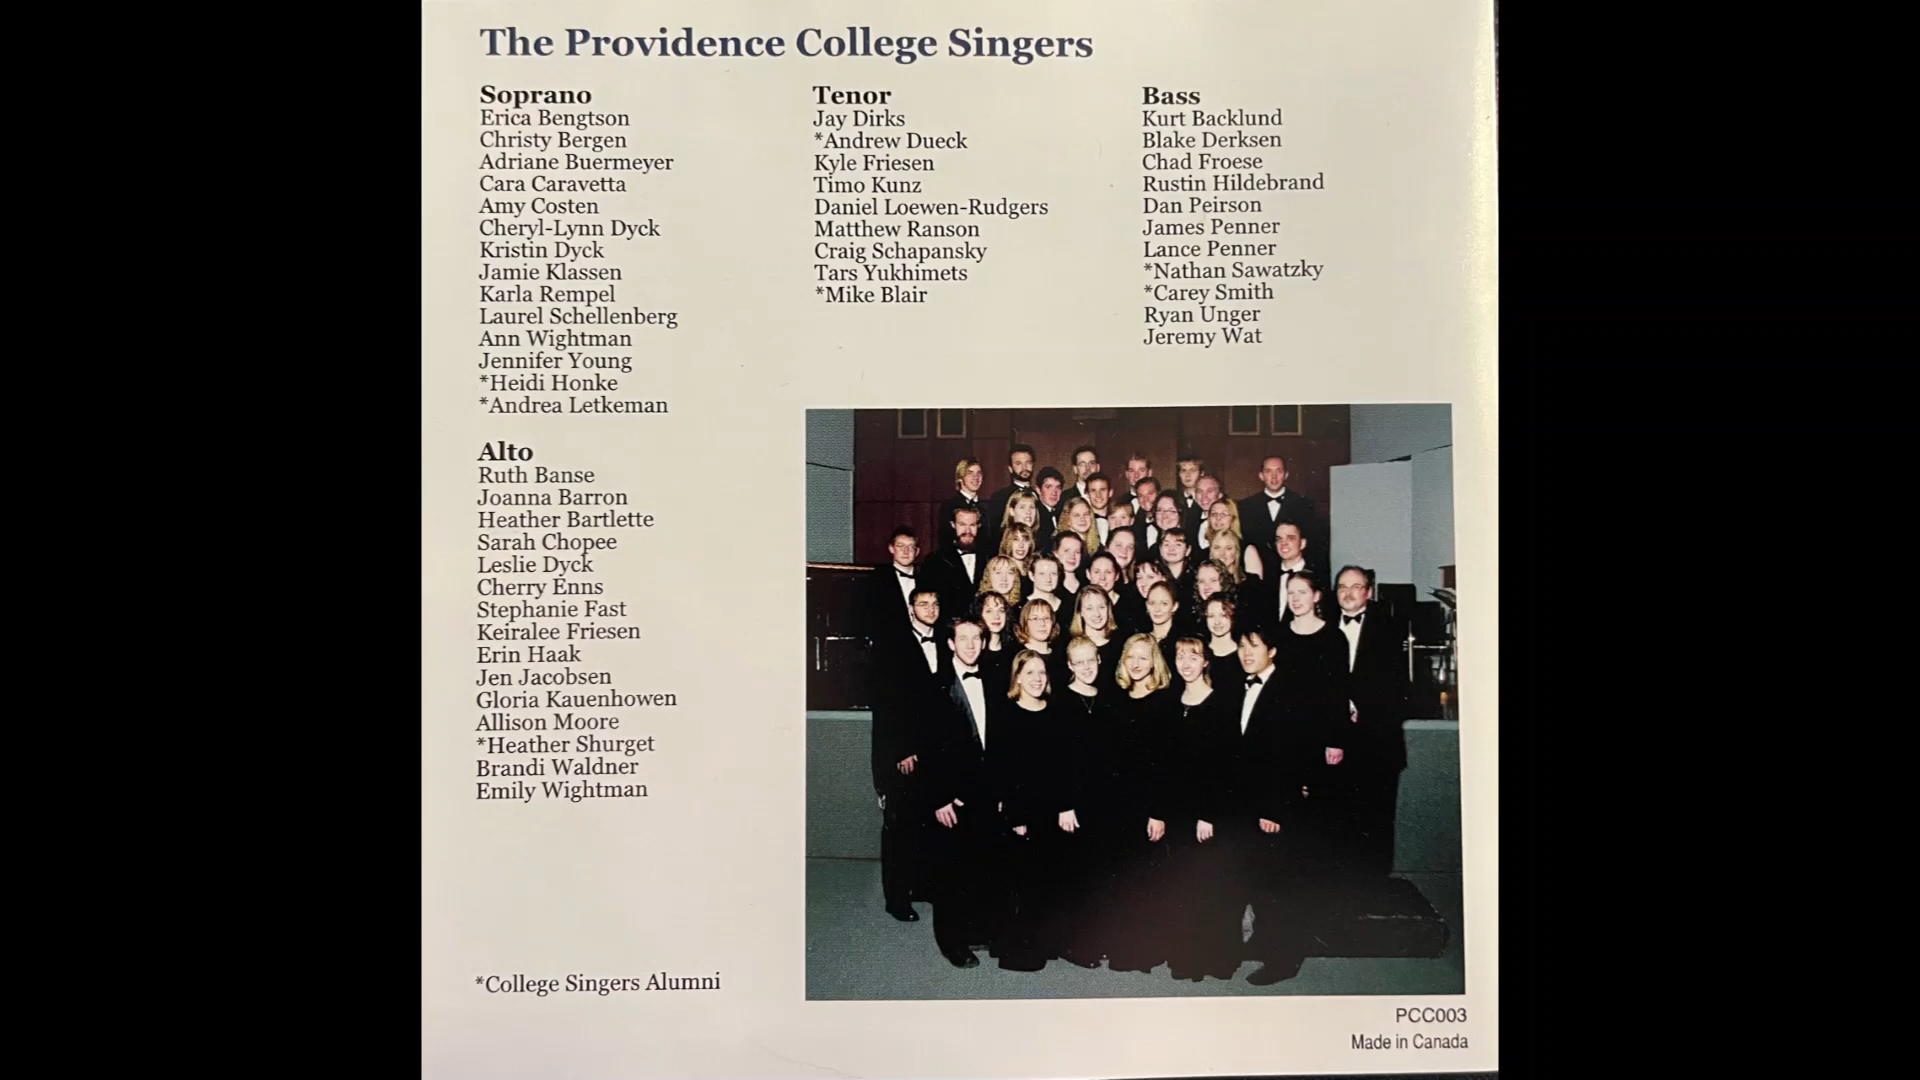 The Providence College Singers
Soprano
Erica Bengtson
Christy Bergen
Adriane Buermeyer
Cara Caravetta
Amy Costen
Cheryl-Lynn Dyck
Kristin Dyck
Jamie Klassen
Karla Rempel
Laurel Schellenberg
Ann Wightman
Jennifer Young
*Heidi Honke
*Andrea Letkeman
Alto
Ruth Banse
Joanna Barron
Heather Bartlette
Sarah Chopee
Leslie Dyck
Cherry Enns
Stephanie Fast
Keiralee Friesen
Erin Haak
Jen Jacobsen
Gloria Kauenhowen
Allison Moore
*Heather Shurget
Brandi Waldner
Emily Wightman
*College Singers Alumni
Tenor
Jay Dirks
*Andrew Dueck
Kyle Friesen
Timo Kunz
Daniel Loewen-Rudgers
Matthew Ranson
Craig Schapansky
Tars Yukhimets
*Mike Blair
Bass
Kurt Backlund
Blake Derksen
Chad Froese
Rustin Hildebrand
Dan Peirson
James Penner
Lance Penner
*Nathan Sawatzky
*Carey Smith
Ryan Unger
Jeremy Wat
PCC003
Made in Canada